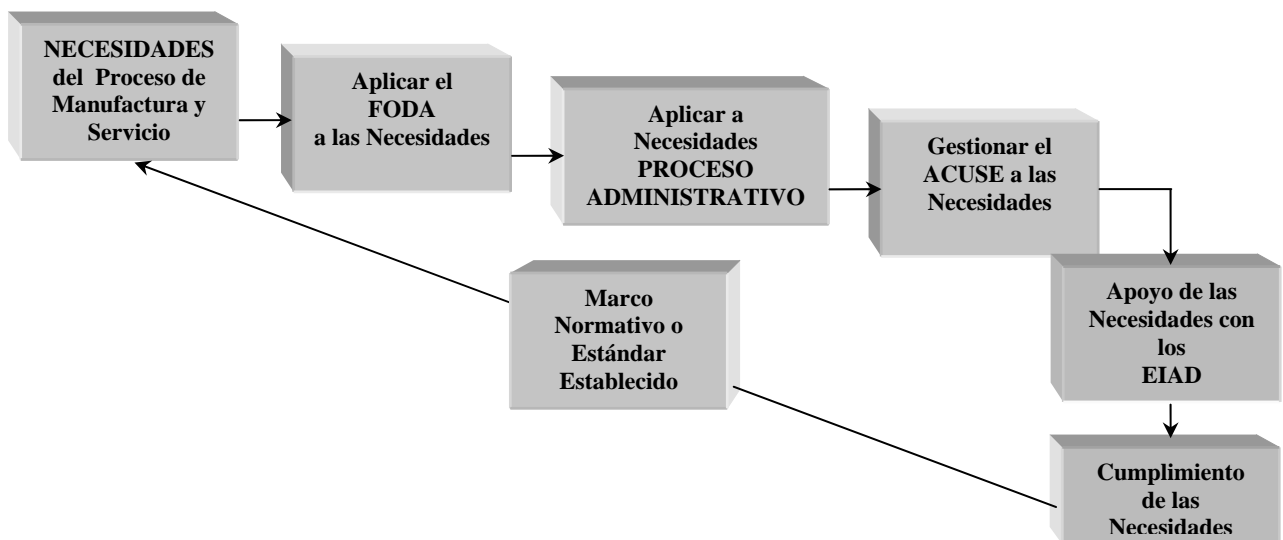 NECESIDADES
del Proceso de
Manufactura y
Servicio
Aplicar el
FODA
a las Necesidades
Aplicar a
Necesidades
PROCESO
ADMINISTRATIVO
Gestionar el
ACUSE a las
Necesidades
Apoyo de las
Necesidades con
los
EIAD
Cumplimiento
de las
Necesidades
Marco
Normativo o
Estándar
Establecido